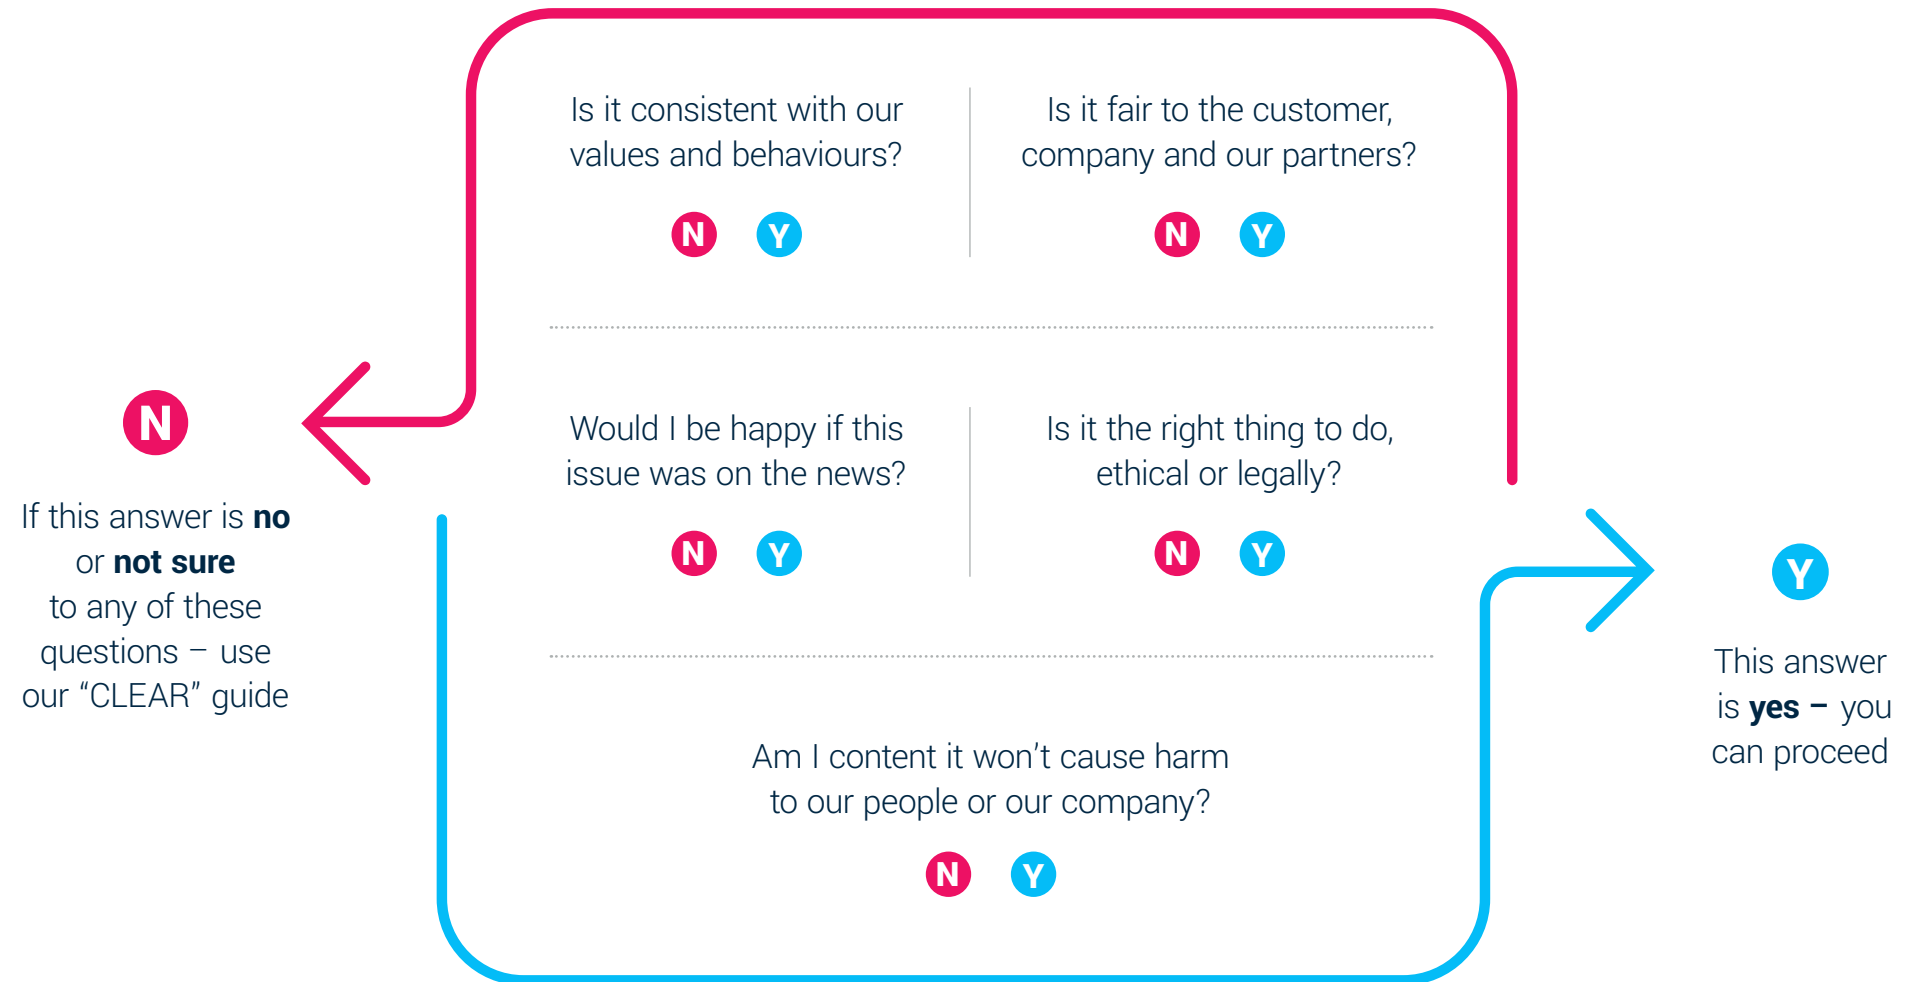 Is it consistent with our
values and behaviours?
N Y
Is it fair to the customer,
company and our partners?
N Y
Would I be happy if this
issue was on the news?
N Y
Is it the right thing to do,
ethical or legally?
N Y
Am I content it won't cause harm
to our people or our company?
N Y
N
If this answer is no
or not sure
to any of these
questions – use
our “CLEAR” guide
Y
This answer
is yes – you
can proceed